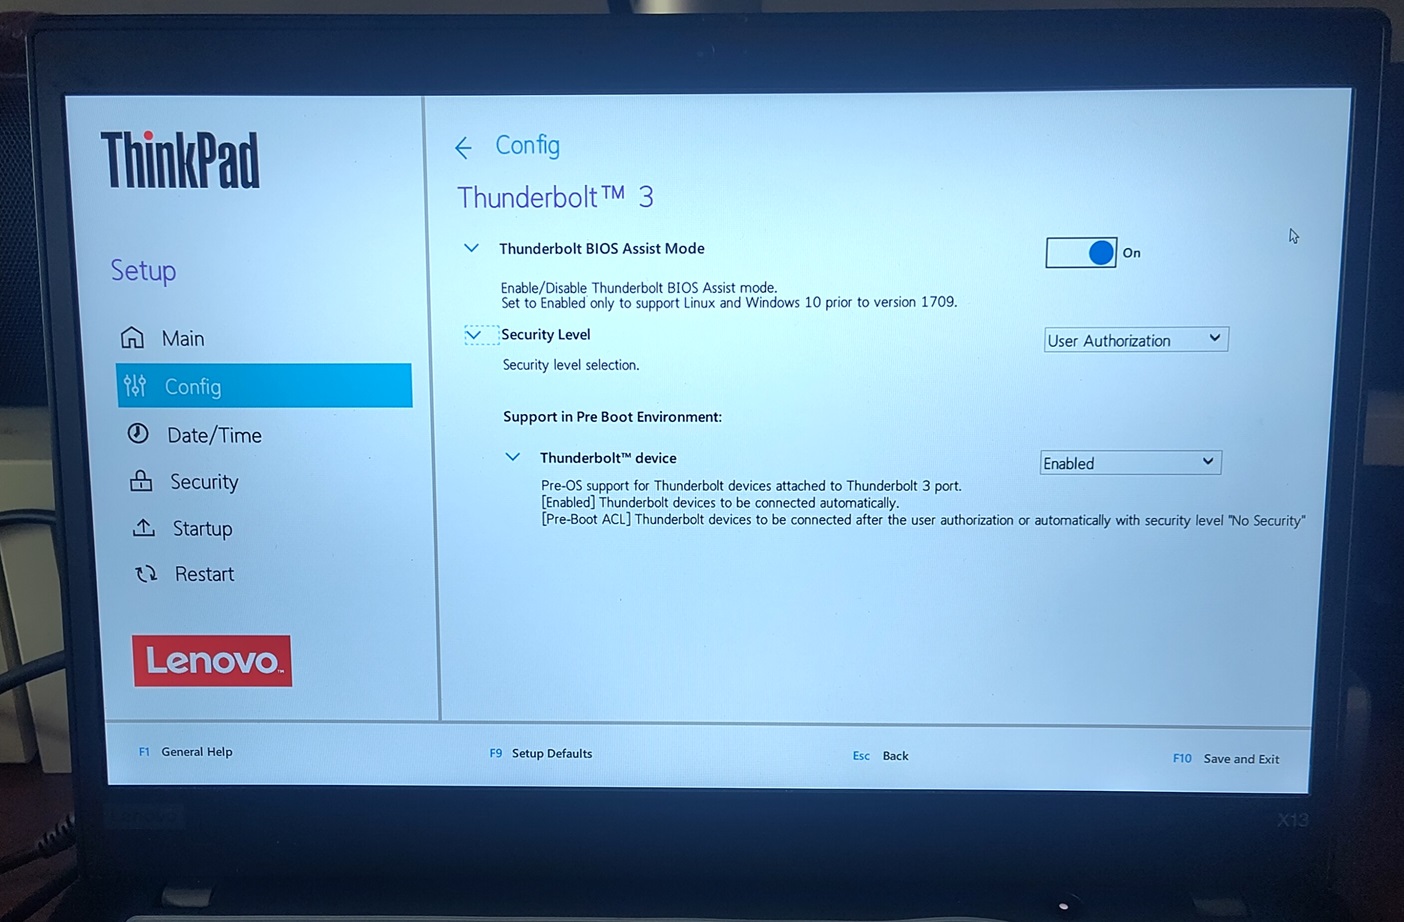 ThinkPad
Setup
Main
Config
Date/Time
Security
Startup
Restart
Lenovo™
Config
Thunderbolt™ 3
Thunderbolt BIOS Assist Mode
On
Enable/Disable Thunderbolt BIOS Assist mode.
Set to Enabled only to support Linux and Windows 10 prior to version 1709.
Security Level
User Authorization
Security level selection.
Support in Pre Boot Environment:
Thunderbolt™ device
Enabled
Pre-OS support for Thunderbolt devices attached to Thunderbolt 3 port.
[Enabled] Thunderbolt devices to be connected automatically.
[Pre-Boot ACL] Thunderbolt devices to be connected after the user authorization or automatically with security level "No Security"
F1 General Help
F9 Setup Defaults
Esc Back
F10 Save and Exit
Lenovo
X13